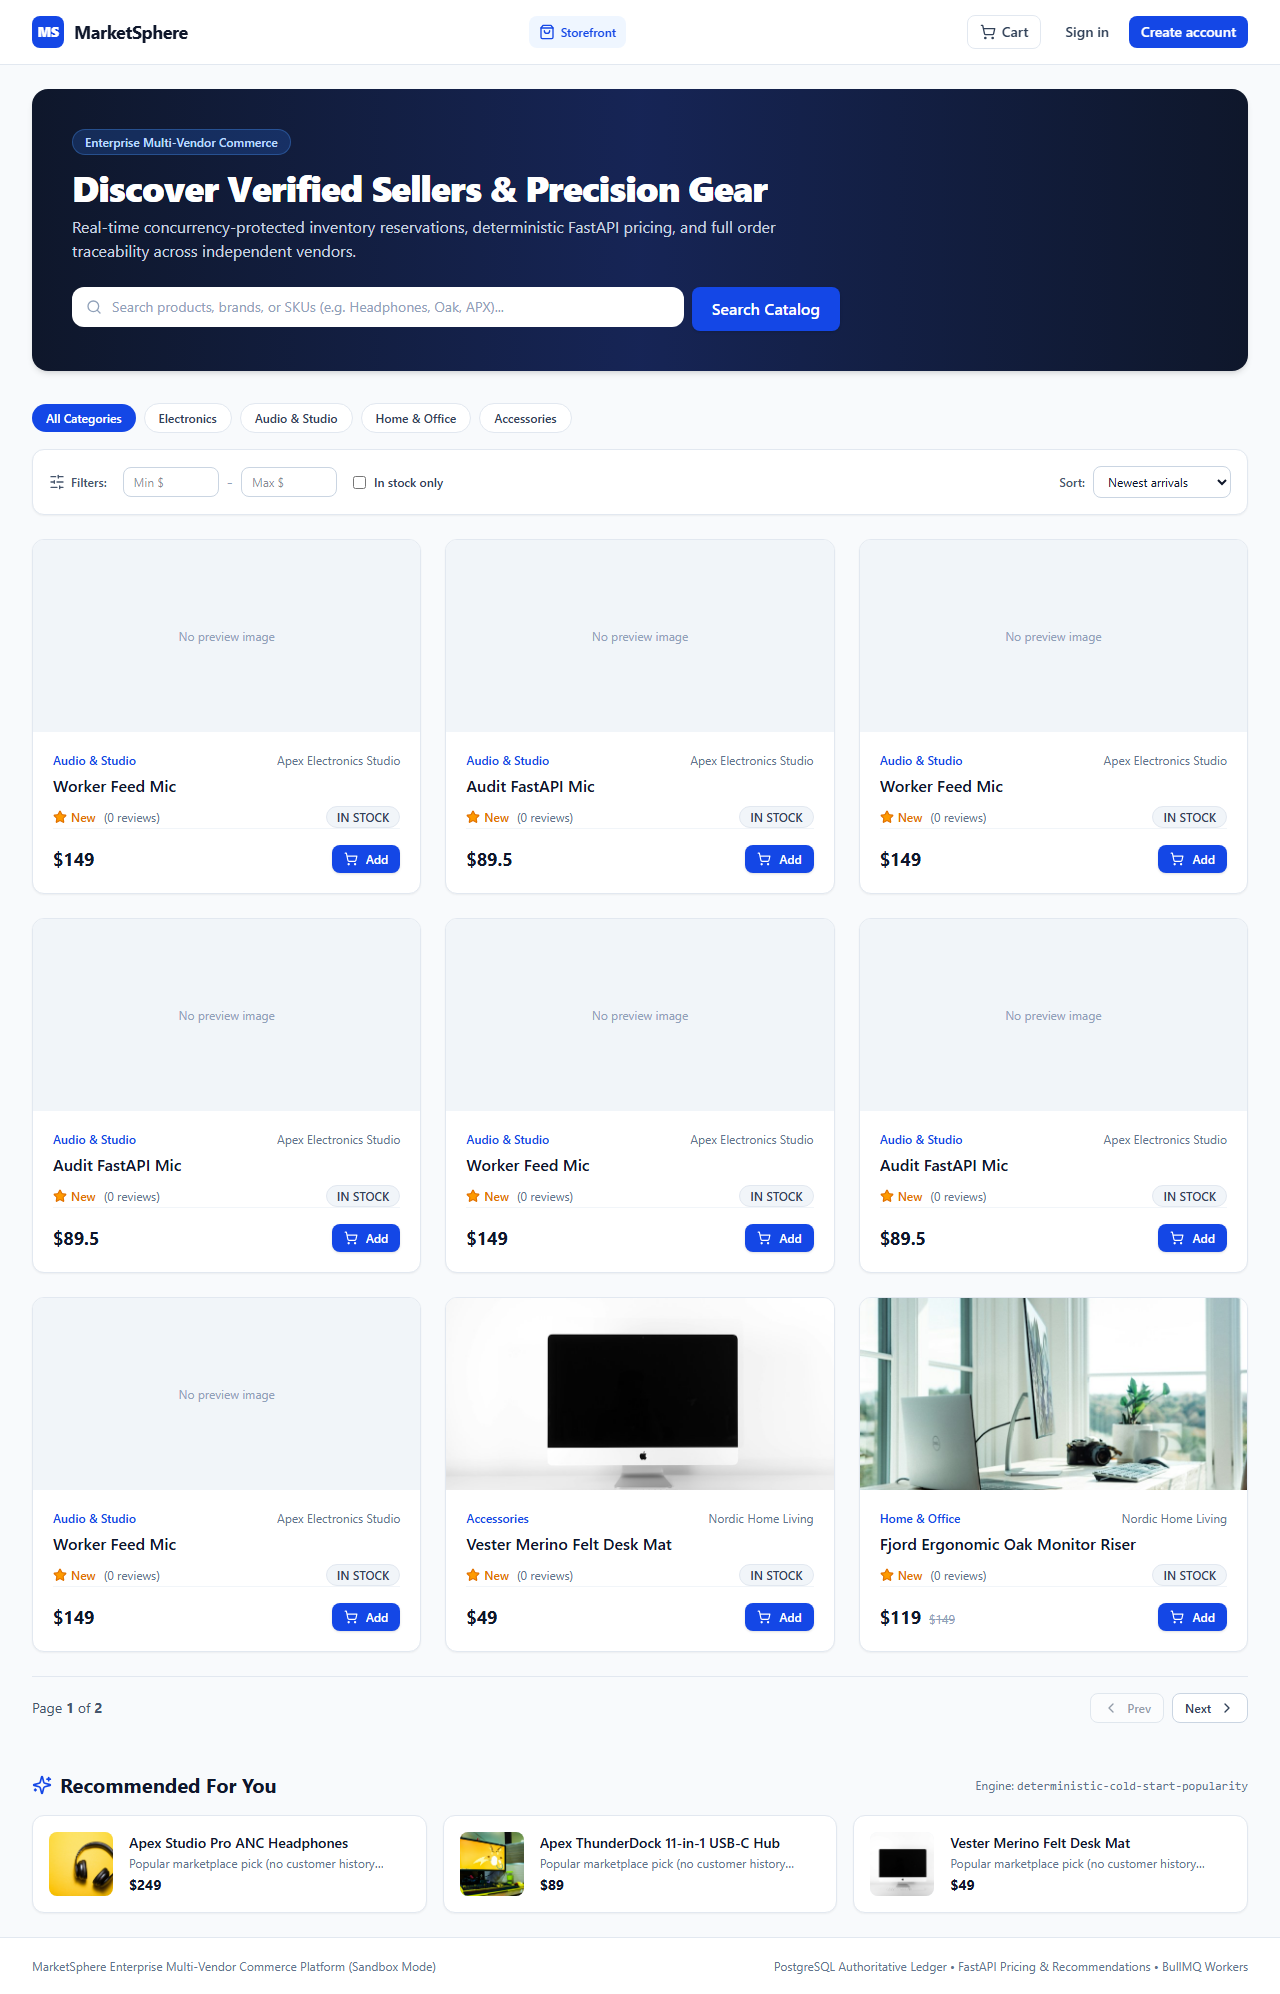 MS MarketSphere
Storefront
Cart
Sign in
Create account
Enterprise Multi-Vendor Commerce
Discover Verified Sellers & Precision Gear
Real-time concurrency-protected inventory reservations, deterministic FastAPI pricing, and full order
traceability across independent vendors.
Search products, brands, or SKUs (e.g. Headphones, Oak, APX)...
Search Catalog
All Categories
Electronics
Audio & Studio
Home & Office
Accessories
Filters:
Min $
-
Max $
In stock only
Sort:
Newest arrivals
No preview image
Audio & Studio
Apex Electronics Studio
Worker Feed Mic
New (0 reviews)
IN STOCK
$149
Add
No preview image
Audio & Studio
Apex Electronics Studio
Audit FastAPI Mic
New (0 reviews)
IN STOCK
$89.5
Add
No preview image
Audio & Studio
Apex Electronics Studio
Worker Feed Mic
New (0 reviews)
IN STOCK
$149
Add
No preview image
Audio & Studio
Apex Electronics Studio
Audit FastAPI Mic
New (0 reviews)
IN STOCK
$89.5
Add
No preview image
Audio & Studio
Apex Electronics Studio
Worker Feed Mic
New (0 reviews)
IN STOCK
$149
Add
No preview image
Audio & Studio
Apex Electronics Studio
Audit FastAPI Mic
New (0 reviews)
IN STOCK
$89.5
Add
No preview image
Audio & Studio
Apex Electronics Studio
Worker Feed Mic
New (0 reviews)
IN STOCK
$149
Add
Accessories
Nordic Home Living
Vester Merino Felt Desk Mat
New (0 reviews)
IN STOCK
$49
Add
Home & Office
Nordic Home Living
Fjord Ergonomic Oak Monitor Riser
New (0 reviews)
IN STOCK
$119 $149
Add
Page 1 of 2
Prev
Next
Recommended For You
Engine: deterministic-cold-start-popularity
Apex Studio Pro ANC Headphones
Popular marketplace pick (no customer history...
$249
Apex ThunderDock 11-in-1 USB-C Hub
Popular marketplace pick (no customer history...
$89
Vester Merino Felt Desk Mat
Popular marketplace pick (no customer history...
$49
MarketSphere Enterprise Multi-Vendor Commerce Platform (Sandbox Mode)
PostgreSQL Authoritative Ledger • FastAPI Pricing & Recommendations • BullMQ Workers